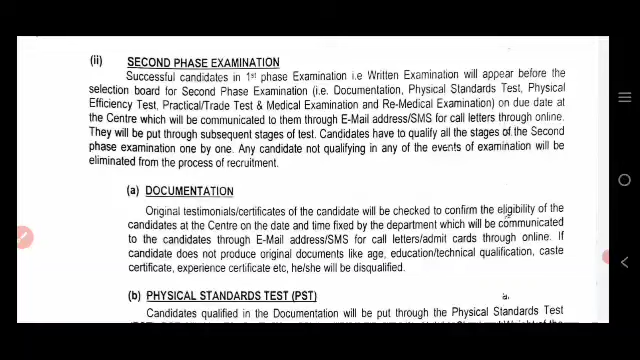 (ii) SECOND PHASE EXAMINATION
Successful candidates in 1st phase Examination i.e Written Examination will appear before the
selection board for Second Phase Examination (i.e. Documentation, Physical Standards Test, Physical
Efficiency Test, Practical/Trade Test & Medical Examination and Re-Medical Examination) on due date at
the Centre which will be communicated to them through E-Mail address/SMS for call letters through online.
They will be put through subsequent stages of test. Candidates have to qualify all the stages of the Second
phase examination one by one. Any candidate not qualifying in any of the events of examination will be
eliminated from the process of recruitment.
(a) DOCUMENTATION
Original testimonials/certificates of the candidate will be checked to confirm the eligibility of the
candidates at the Centre on the date and time fixed by the department which will be communicated
to the candidates through E-Mail address/SMS for call letters/admit cards through online. If
candidate does not produce original documents like age, education/technical qualification, caste
certificate, experience certificate etc, he/she will be disqualified.
(b) PHYSICAL STANDARDS TEST (PST)
Candidates qualified in the Documentation will be put through the Physical Standards Test